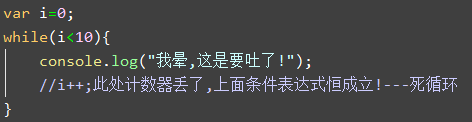 var i=0;
while(i<10){
console.log("我晕,这是要吐了!");
//i++;此处计数器丢了,上面条件表达式恒成立!---死循环
}